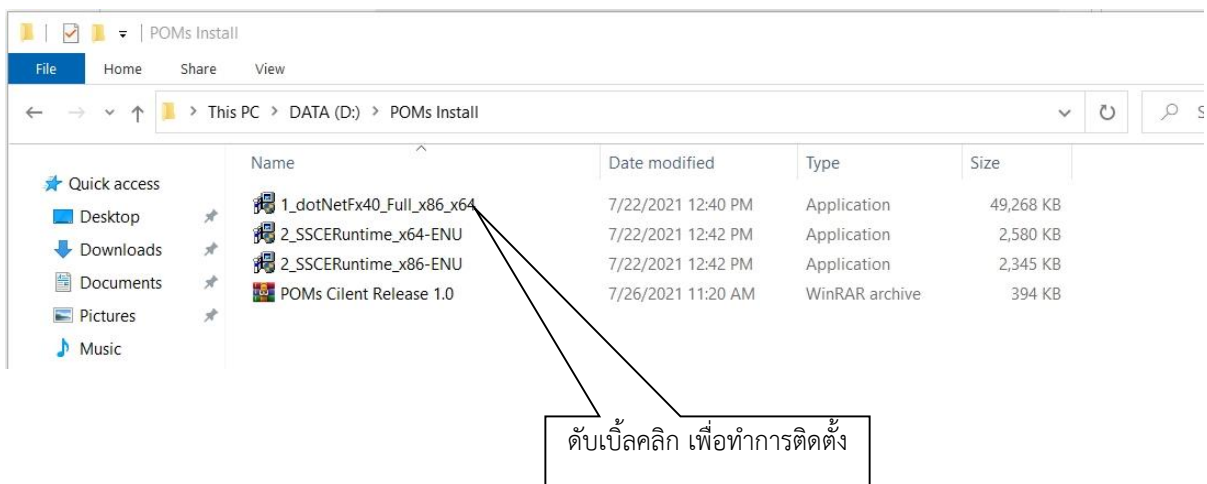 POMs Install
File Home Share View
This PC > DATA (D:) > POMs Install S
Name Date modified Type Size
Quick access
Desktop
Downloads
Documents
Pictures
Music
1_dotNetFx40_Full_x86_x64 7/22/2021 12:40 PM Application 49,268 KB
2_SSCERuntime_x64-ENU 7/22/2021 12:42 PM Application 2,580 KB
2_SSCERuntime_x86-ENU 7/22/2021 12:42 PM Application 2,345 KB
POMs Cilent Release 1.0 7/26/2021 11:20 AM WinRAR archive 394 KB
ดับเบิ้ลคลิก เพื่อทำการติดตั้ง